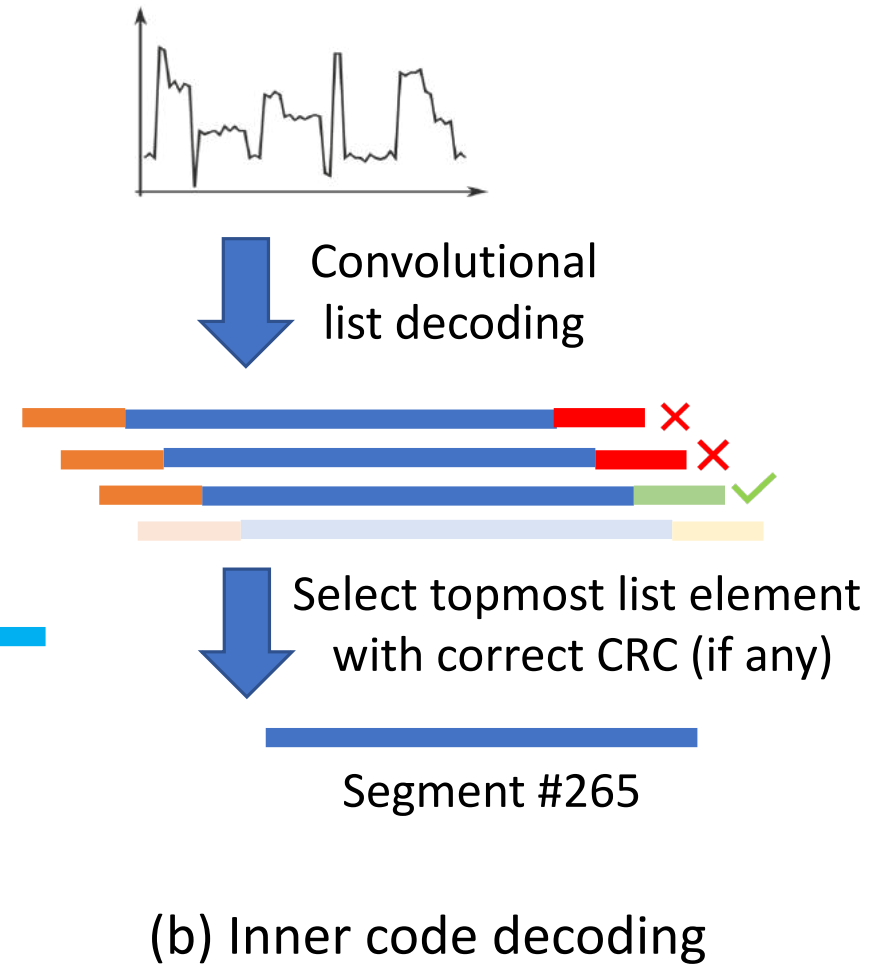 Convolutional
list decoding
Select topmost list element
with correct CRC (if any)
Segment #265
(b) Inner code decoding